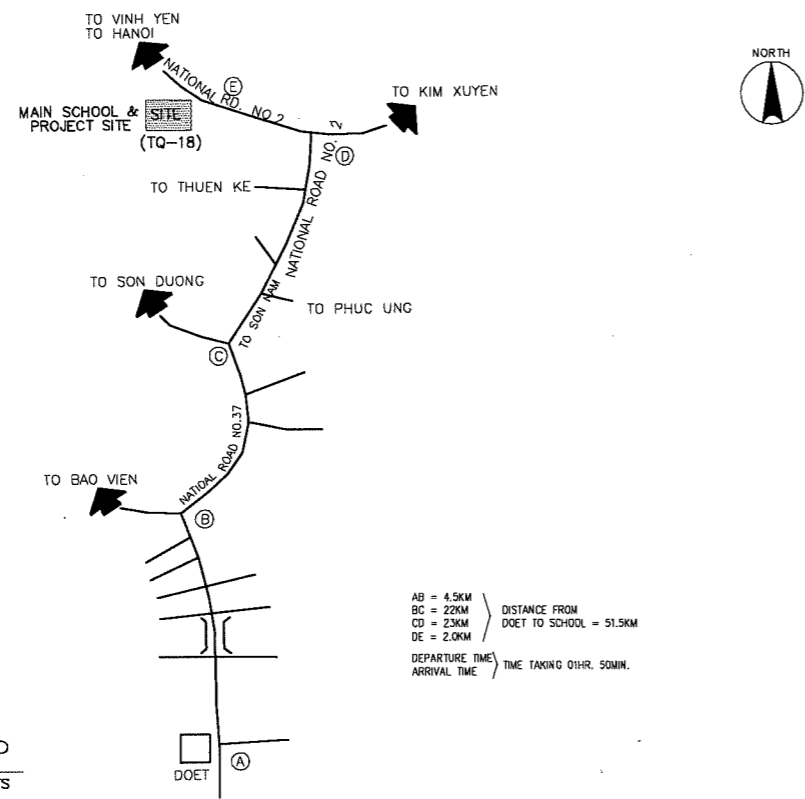 TO VINH YEN
TO HANOI
NORTH
NATIONAL RD. NO 2
E
TO KIM XUYEN
MAIN SCHOOL &
PROJECT SITE
SITE
(TQ-18)
D
TO THUEN KE
TO SON NAM NATIONAL ROAD NO. 2
TO SON DUONG
TO PHUC UNG
C
NATIOAL ROAD NO.37
TO BAO VIEN
B
AB = 4.5KM
BC = 22KM
CD = 23KM
DE = 2.0KM
DISTANCE FROM
DOET TO SCHOOL = 51.5KM
DEPARTURE TIME
ARRIVAL TIME
TIME TAKING 01HR. 50MIN.
A
DOET